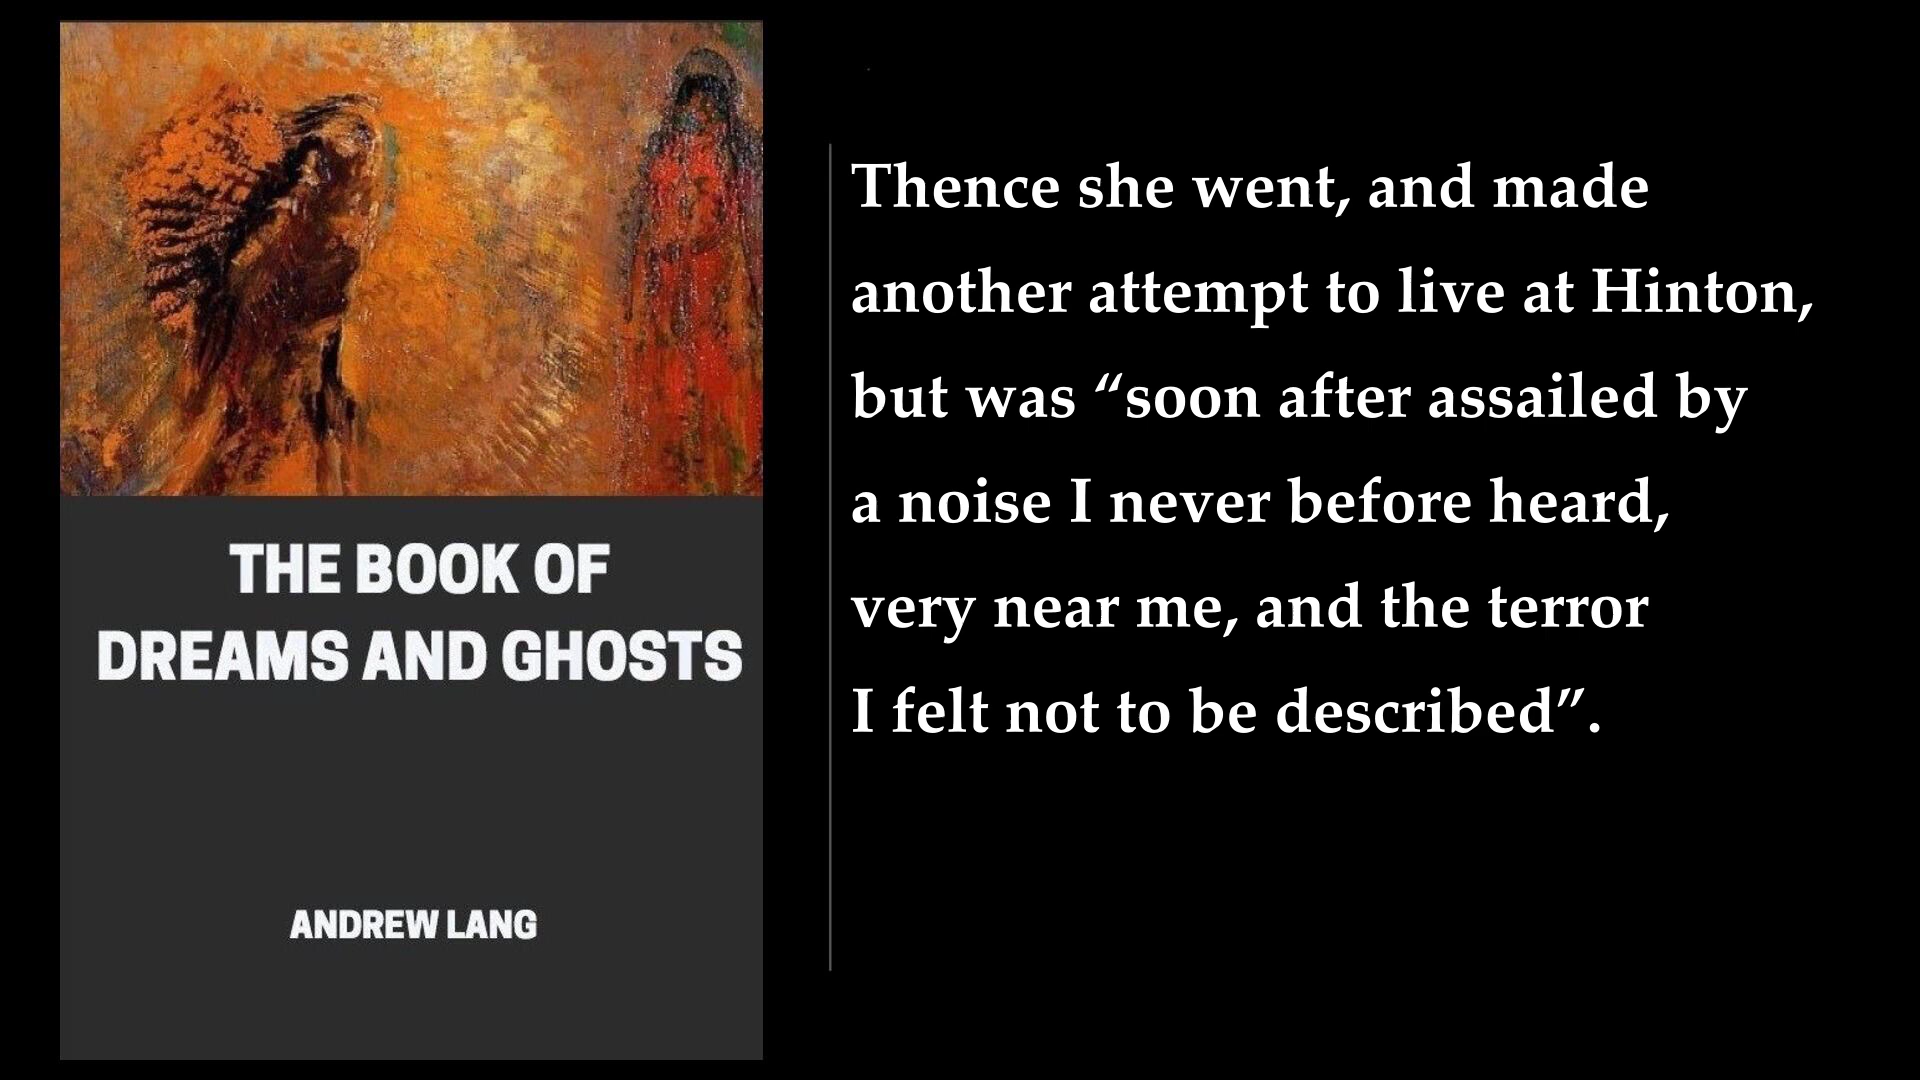 THE BOOK OF
DREAMS AND GHOSTS
ANDREW LANG
Thence she went, and made
another attempt to live at Hinton,
but was “soon after assailed by
a noise I never before heard,
very near me, and the terror
I felt not to be described”.